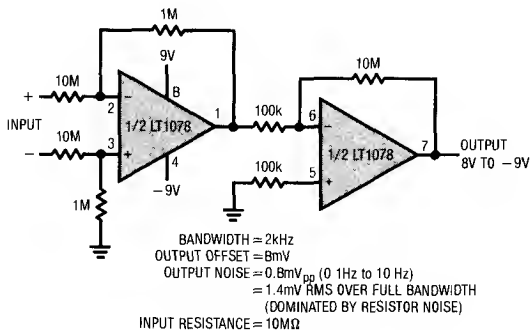 1M
9V
10M
+
−
2
8
1
1/2 LT1078
INPUT
10M
−
3
+
4
−9V
1M
100k
10M
6
−
1/2 LT1078
7
OUTPUT
8V TO −9V
100k
5
+
BANDWIDTH = 2kHz
OUTPUT OFFSET = 8mV
OUTPUT NOISE = 0.8mVpp (0 1Hz to 10 Hz)
= 1.4mV RMS OVER FULL BANDWIDTH
(DOMINATED BY RESISTOR NOISE)
INPUT RESISTANCE = 10MΩ